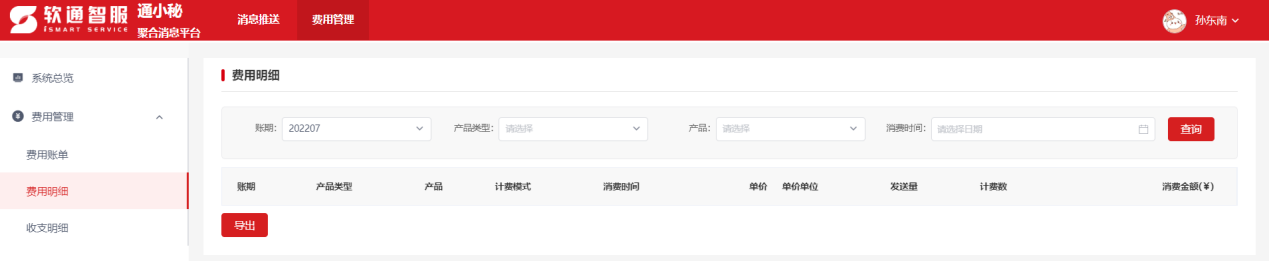 软通智服 通小秘 消息推送 费用管理 孙东南
iSMART SERVICE 聚合消息平台
系统总览
费用管理
费用账单
费用明细
收支明细
费用明细
账期: 202207 产品类型: 请选择 产品: 请选择 消费时间: 请选择日期 查询
账期 产品类型 产品 计费模式 消费时间 单价 单价单位 发送量 计费数 消费金额(¥)
导出